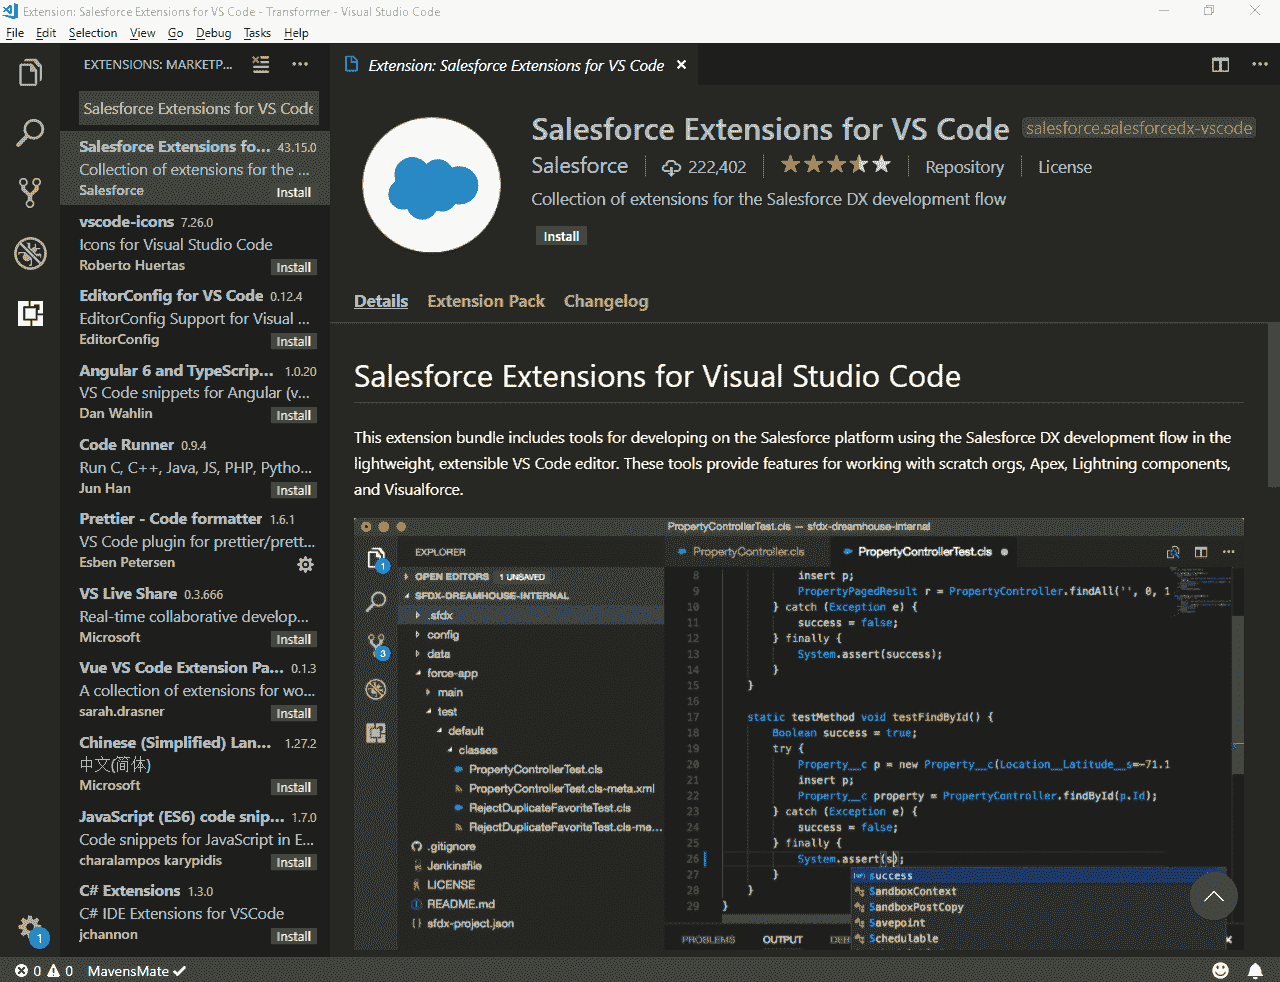 Extension: Salesforce Extensions for VS Code - Transformer - Visual Studio Code
File Edit Selection View Go Debug Tasks Help
EXTENSIONS: MARKETP...
Salesforce Extensions for VS Code
Salesforce Extensions fo... 43.15.0
Collection of extensions for the ...
Salesforce Install
vscode-icons 7.26.0
Icons for Visual Studio Code
Roberto Huertas Install
EditorConfig for VS Code 0.12.4
EditorConfig Support for Visual ...
EditorConfig Install
Angular 6 and TypeScrip... 1.0.20
VS Code snippets for Angular (v...
Dan Wahlin Install
Code Runner 0.9.4
Run C, C++, Java, JS, PHP, Pytho...
Jun Han Install
Prettier - Code formatter 1.6.1
VS Code plugin for prettier/prett...
Esben Petersen
VS Live Share 0.3.666
Real-time collaborative develop...
Microsoft Install
Vue VS Code Extension Pa... 0.1.3
A collection of extensions for wo...
sarah.drasner Install
Chinese (Simplified) Lan... 1.27.2
中文(简体)
Microsoft Install
JavaScript (ES6) code snip... 1.7.0
Code snippets for JavaScript in E...
charalampos karypidis Install
C# Extensions 1.3.0
C# IDE Extensions for VSCode
jchannon Install
1
Extension: Salesforce Extensions for VS Code
Salesforce Extensions for VS Code salesforce.salesforcedx-vscode
Salesforce 222,402 Repository License
Collection of extensions for the Salesforce DX development flow
Install
Details Extension Pack Changelog
Salesforce Extensions for Visual Studio Code
This extension bundle includes tools for developing on the Salesforce platform using the Salesforce DX development flow in the
lightweight, extensible VS Code editor. These tools provide features for working with scratch orgs, Apex, Lightning components,
and Visualforce.
PropertyControllerTest.cls — sfdx-dreamhouse-internal
1
3
EXPLORER
OPEN EDITORS 1 UNSAVED
SFDX-DREAMHOUSE-INTERNAL
.sfdx
config
data
force-app
main
test
default
classes
PropertyControllerTest.cls
PropertyControllerTest.cls-meta.xml
RejectDuplicateFavoriteTest.cls
RejectDuplicateFavoriteTest.cls-me...
.gitignore
Jenkinsfile
LICENSE
README.md
{} sfdx-project.json
PropertyController.cls PropertyControllerTest.cls
8 insert p;
9 PropertyPagedResult r = PropertyController.findAll('', 0, 1
10 } catch (Exception e) {
11 success = false;
12 } finally {
13 System.assert(success);
14 }
15 }
16
17 static testMethod void testFindById() {
18 Boolean success = true;
19 try {
20 Property__c p = new Property__c(Location__Latitude__s=-71.1
21 insert p;
22 Property__c property = PropertyController.findById(p.Id);
23 } catch (Exception e) {
24 success = false;
25 } finally {
26 System.assert(s);
27 }
28 }
29 }
success
SandboxContext
SandboxPostCopy
Savepoint
Schedulable
PROBLEMS OUTPUT DEB
0 0 MavensMate